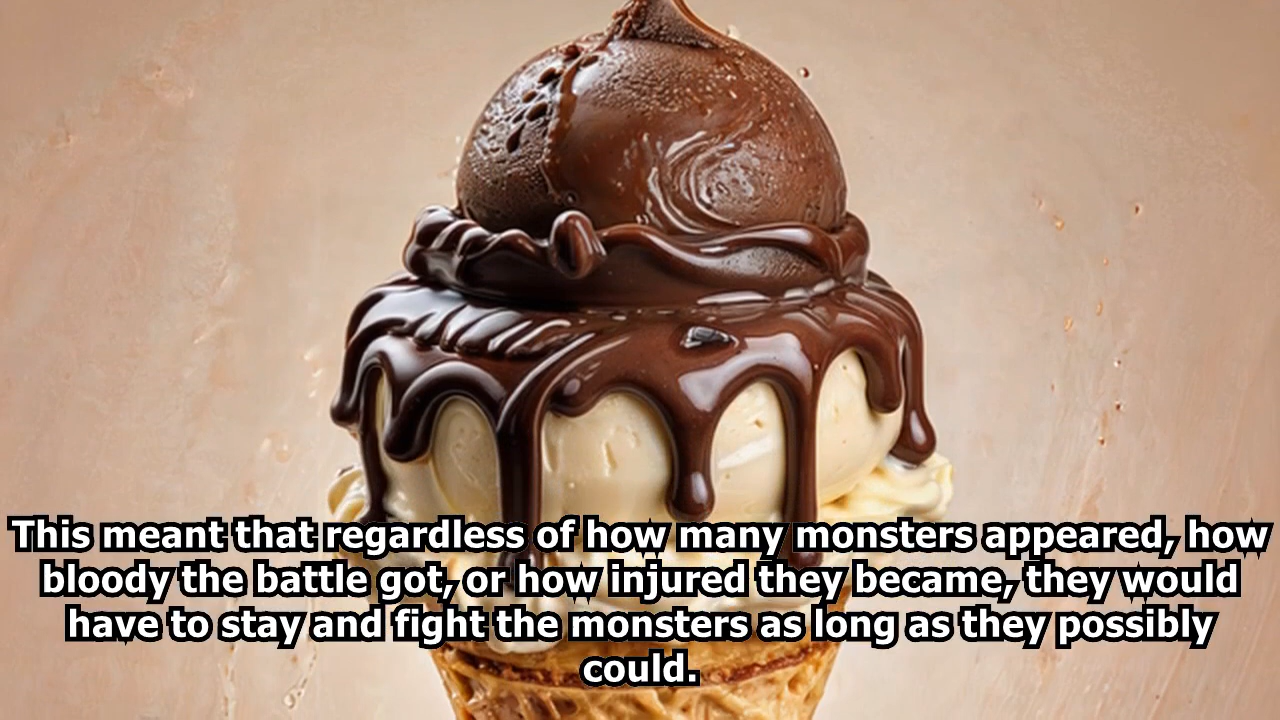 This meant that regardless of how many monsters appeared, how
bloody the battle got, or how injured they became, they would
have to stay and fight the monsters as long as they possibly
could.